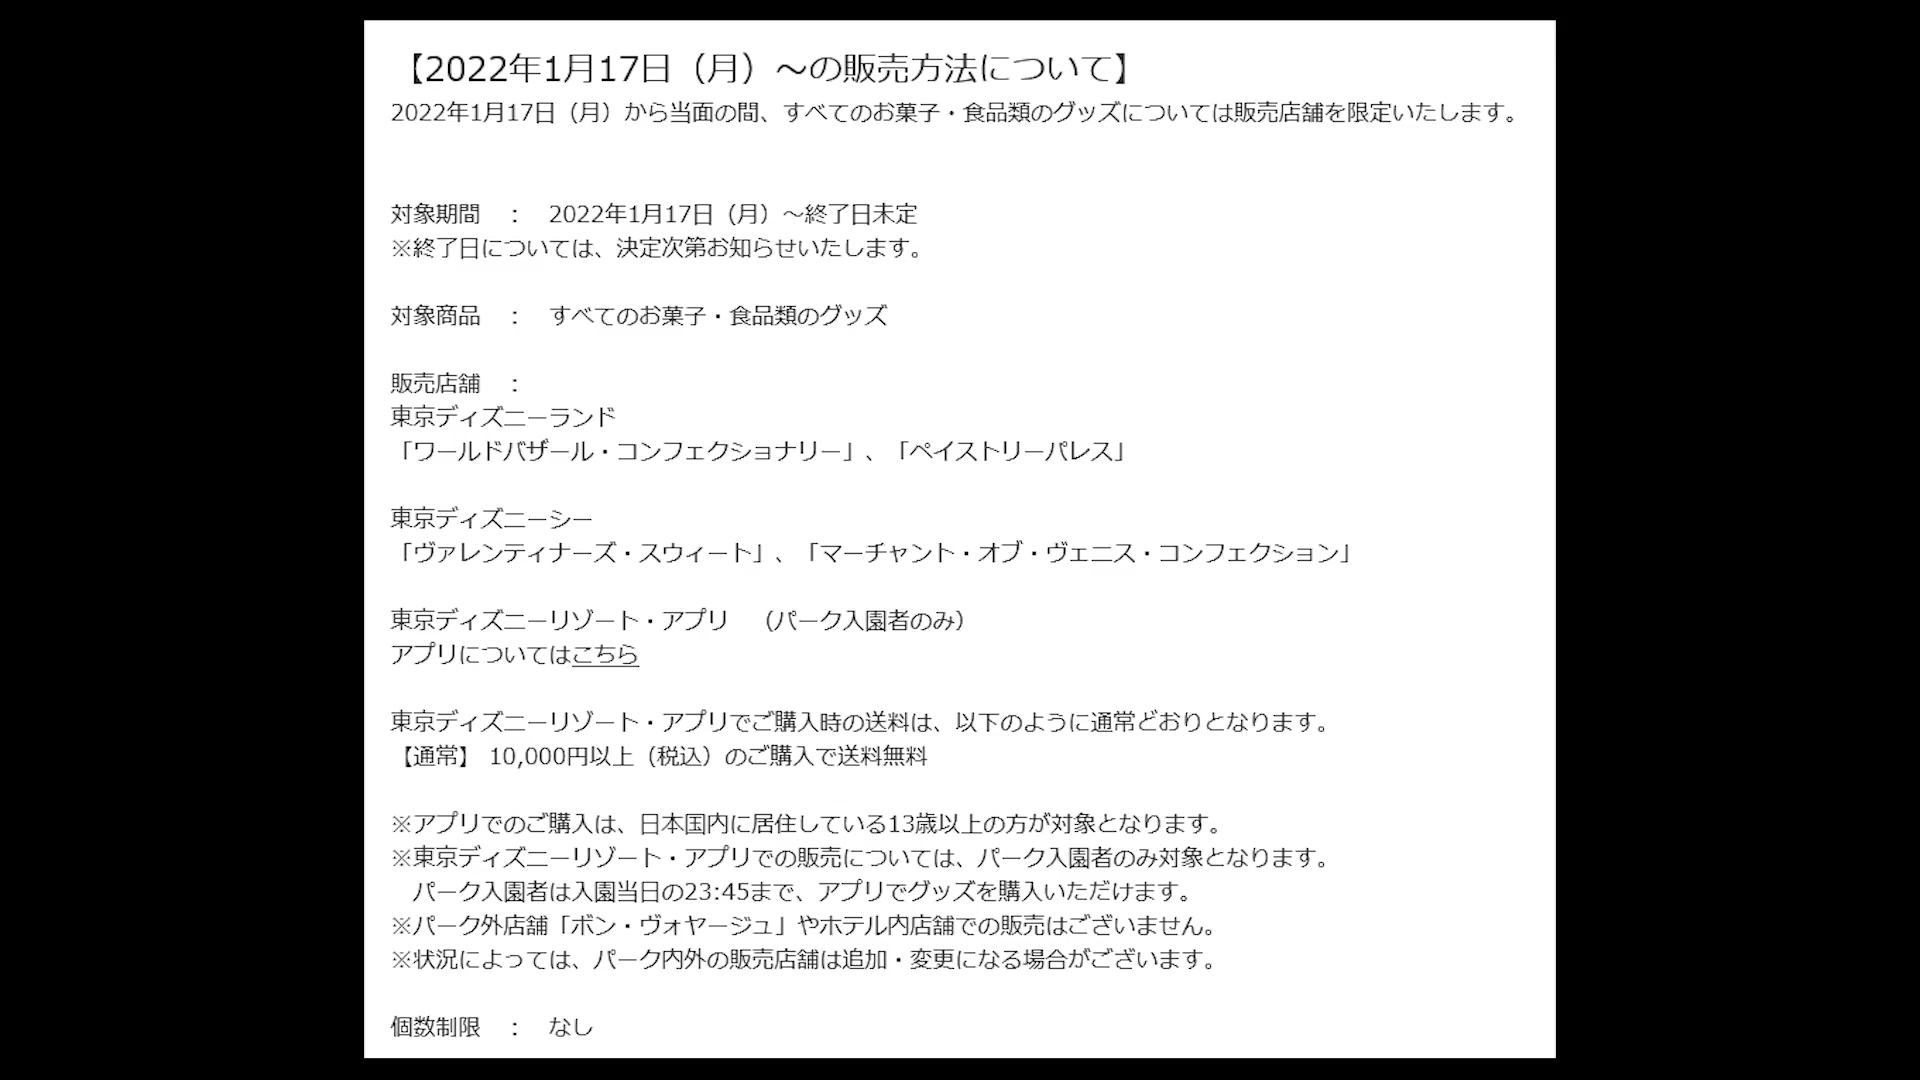 【2022年1月17日（月）～の販売方法について】
2022年1月17日（月）から当面の間、すべてのお菓子・食品類のグッズについては販売店舗を限定いたします。
対象期間　：　2022年1月17日（月）～終了日未定
※終了日については、決定次第お知らせいたします。
対象商品　：　すべてのお菓子・食品類のグッズ
販売店舗　：
東京ディズニーランド
「ワールドバザール・コンフェクショナリー」、「ペイストリーパレス」
東京ディズニーシー
「ヴァレンティナーズ・スウィート」、「マーチャント・オブ・ヴェニス・コンフェクション」
東京ディズニーリゾート・アプリ　（パーク入園者のみ）
アプリについてはこちら
東京ディズニーリゾート・アプリでご購入時の送料は、以下のように通常どおりとなります。
【通常】 10,000円以上（税込）のご購入で送料無料
※アプリでのご購入は、日本国内に居住している13歳以上の方が対象となります。
※東京ディズニーリゾート・アプリでの販売については、パーク入園者のみ対象となります。
　パーク入園者は入園当日の23:45まで、アプリでグッズを購入いただけます。
※パーク外店舗「ボン・ヴォヤージュ」やホテル内店舗での販売はございません。
※状況によっては、パーク内外の販売店舗は追加・変更になる場合がございます。
個数制限　：　なし